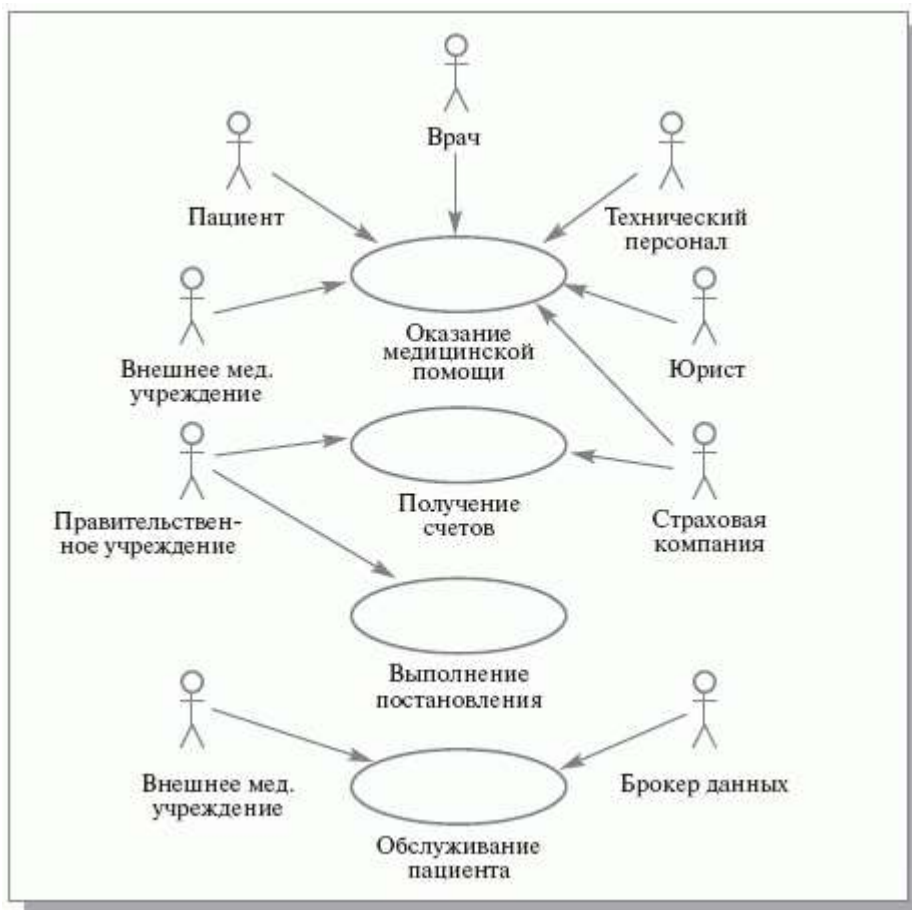 Врач
Пациент
Технический
персонал
Оказание
медицинской
помощи
Внешнее мед.
учреждение
Юрист
Правительствен-
ное учреждение
Получение
счетов
Страховая
компания
Выполнение
постановления
Внешнее мед.
учреждение
Брокер данных
Обслуживание
пациента